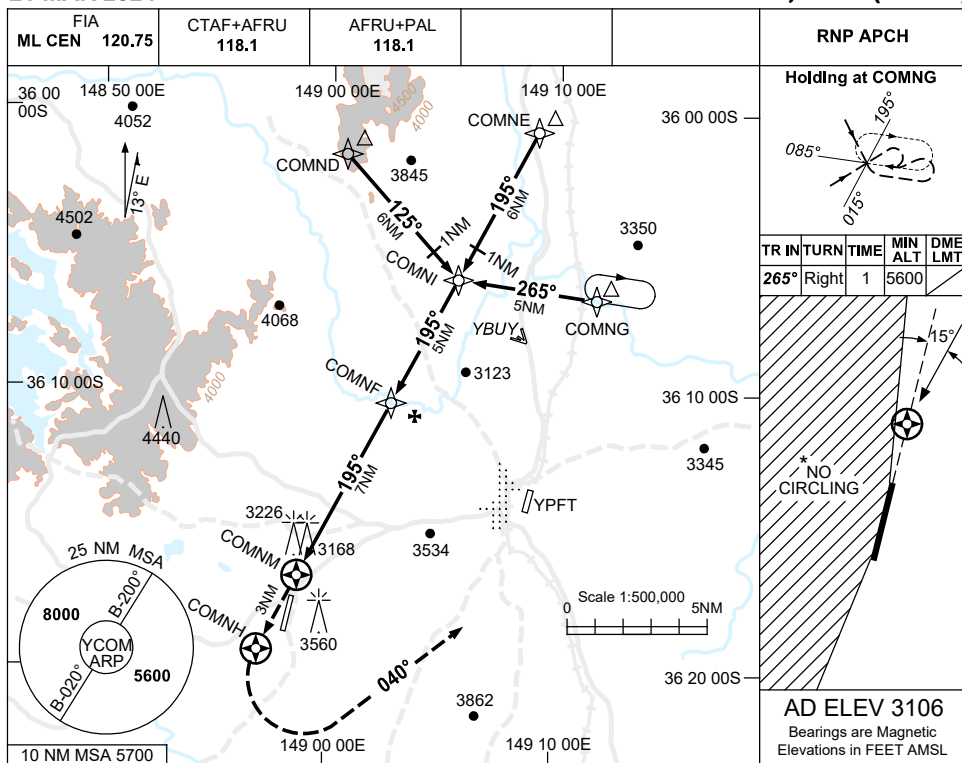 FIA
ML CEN 120.75
CTAF+AFRU
118.1
AFRU+PAL
118.1
RNP APCH
36 00
00S
148 50 00E
149 00 00E
149 10 00E
36 00 00S
4052
13° E
4500
4000
COMND
COMNE
3845
125°
6NM
195°
6NM
1NM
1NM
3350
4502
COMNI
265°
5NM
COMNG
4068
195°
5NM
YBUY
4000
36 10 00S
COMNF
3123
36 10 00S
4440
3345
195°
7NM
YPFT
3226
3168
3534
COMNM
25 NM MSA
3NM
Scale 1:500,000
0
5NM
COMNH
3560
8000
B-200°
YCOM
ARP
B-020°
5600
040°
36 20 00S
3862
10 NM MSA 5700
149 00 00E
149 10 00E
Holding at COMNG
195°
085°
015°
TR IN TURN TIME MIN ALT DME LMT
265° Right 1 5600
15°
*NO
CIRCLING
AD ELEV 3106
Bearings are Magnetic
Elevations in FEET AMSL